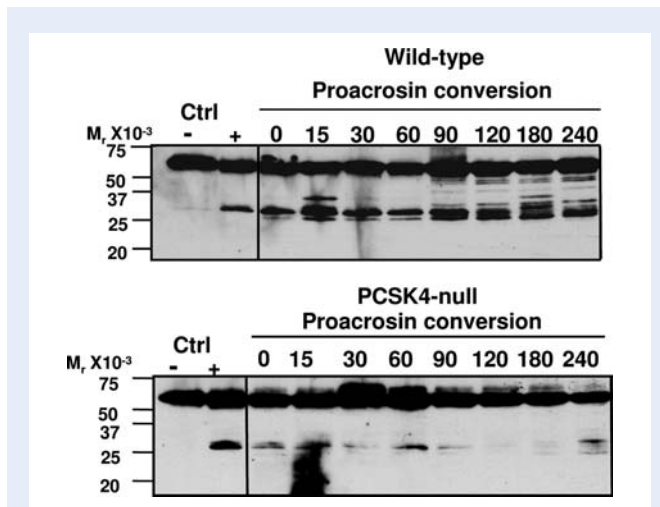 Wild-type
Proacrosin conversion
Ctrl
Mr X10-3 - + 0 15 30 60 90 120 180 240
75
50
37
25
20
PCSK4-null
Proacrosin conversion
Ctrl
Mr X10-3 - + 0 15 30 60 90 120 180 240
75
50
37
25
20